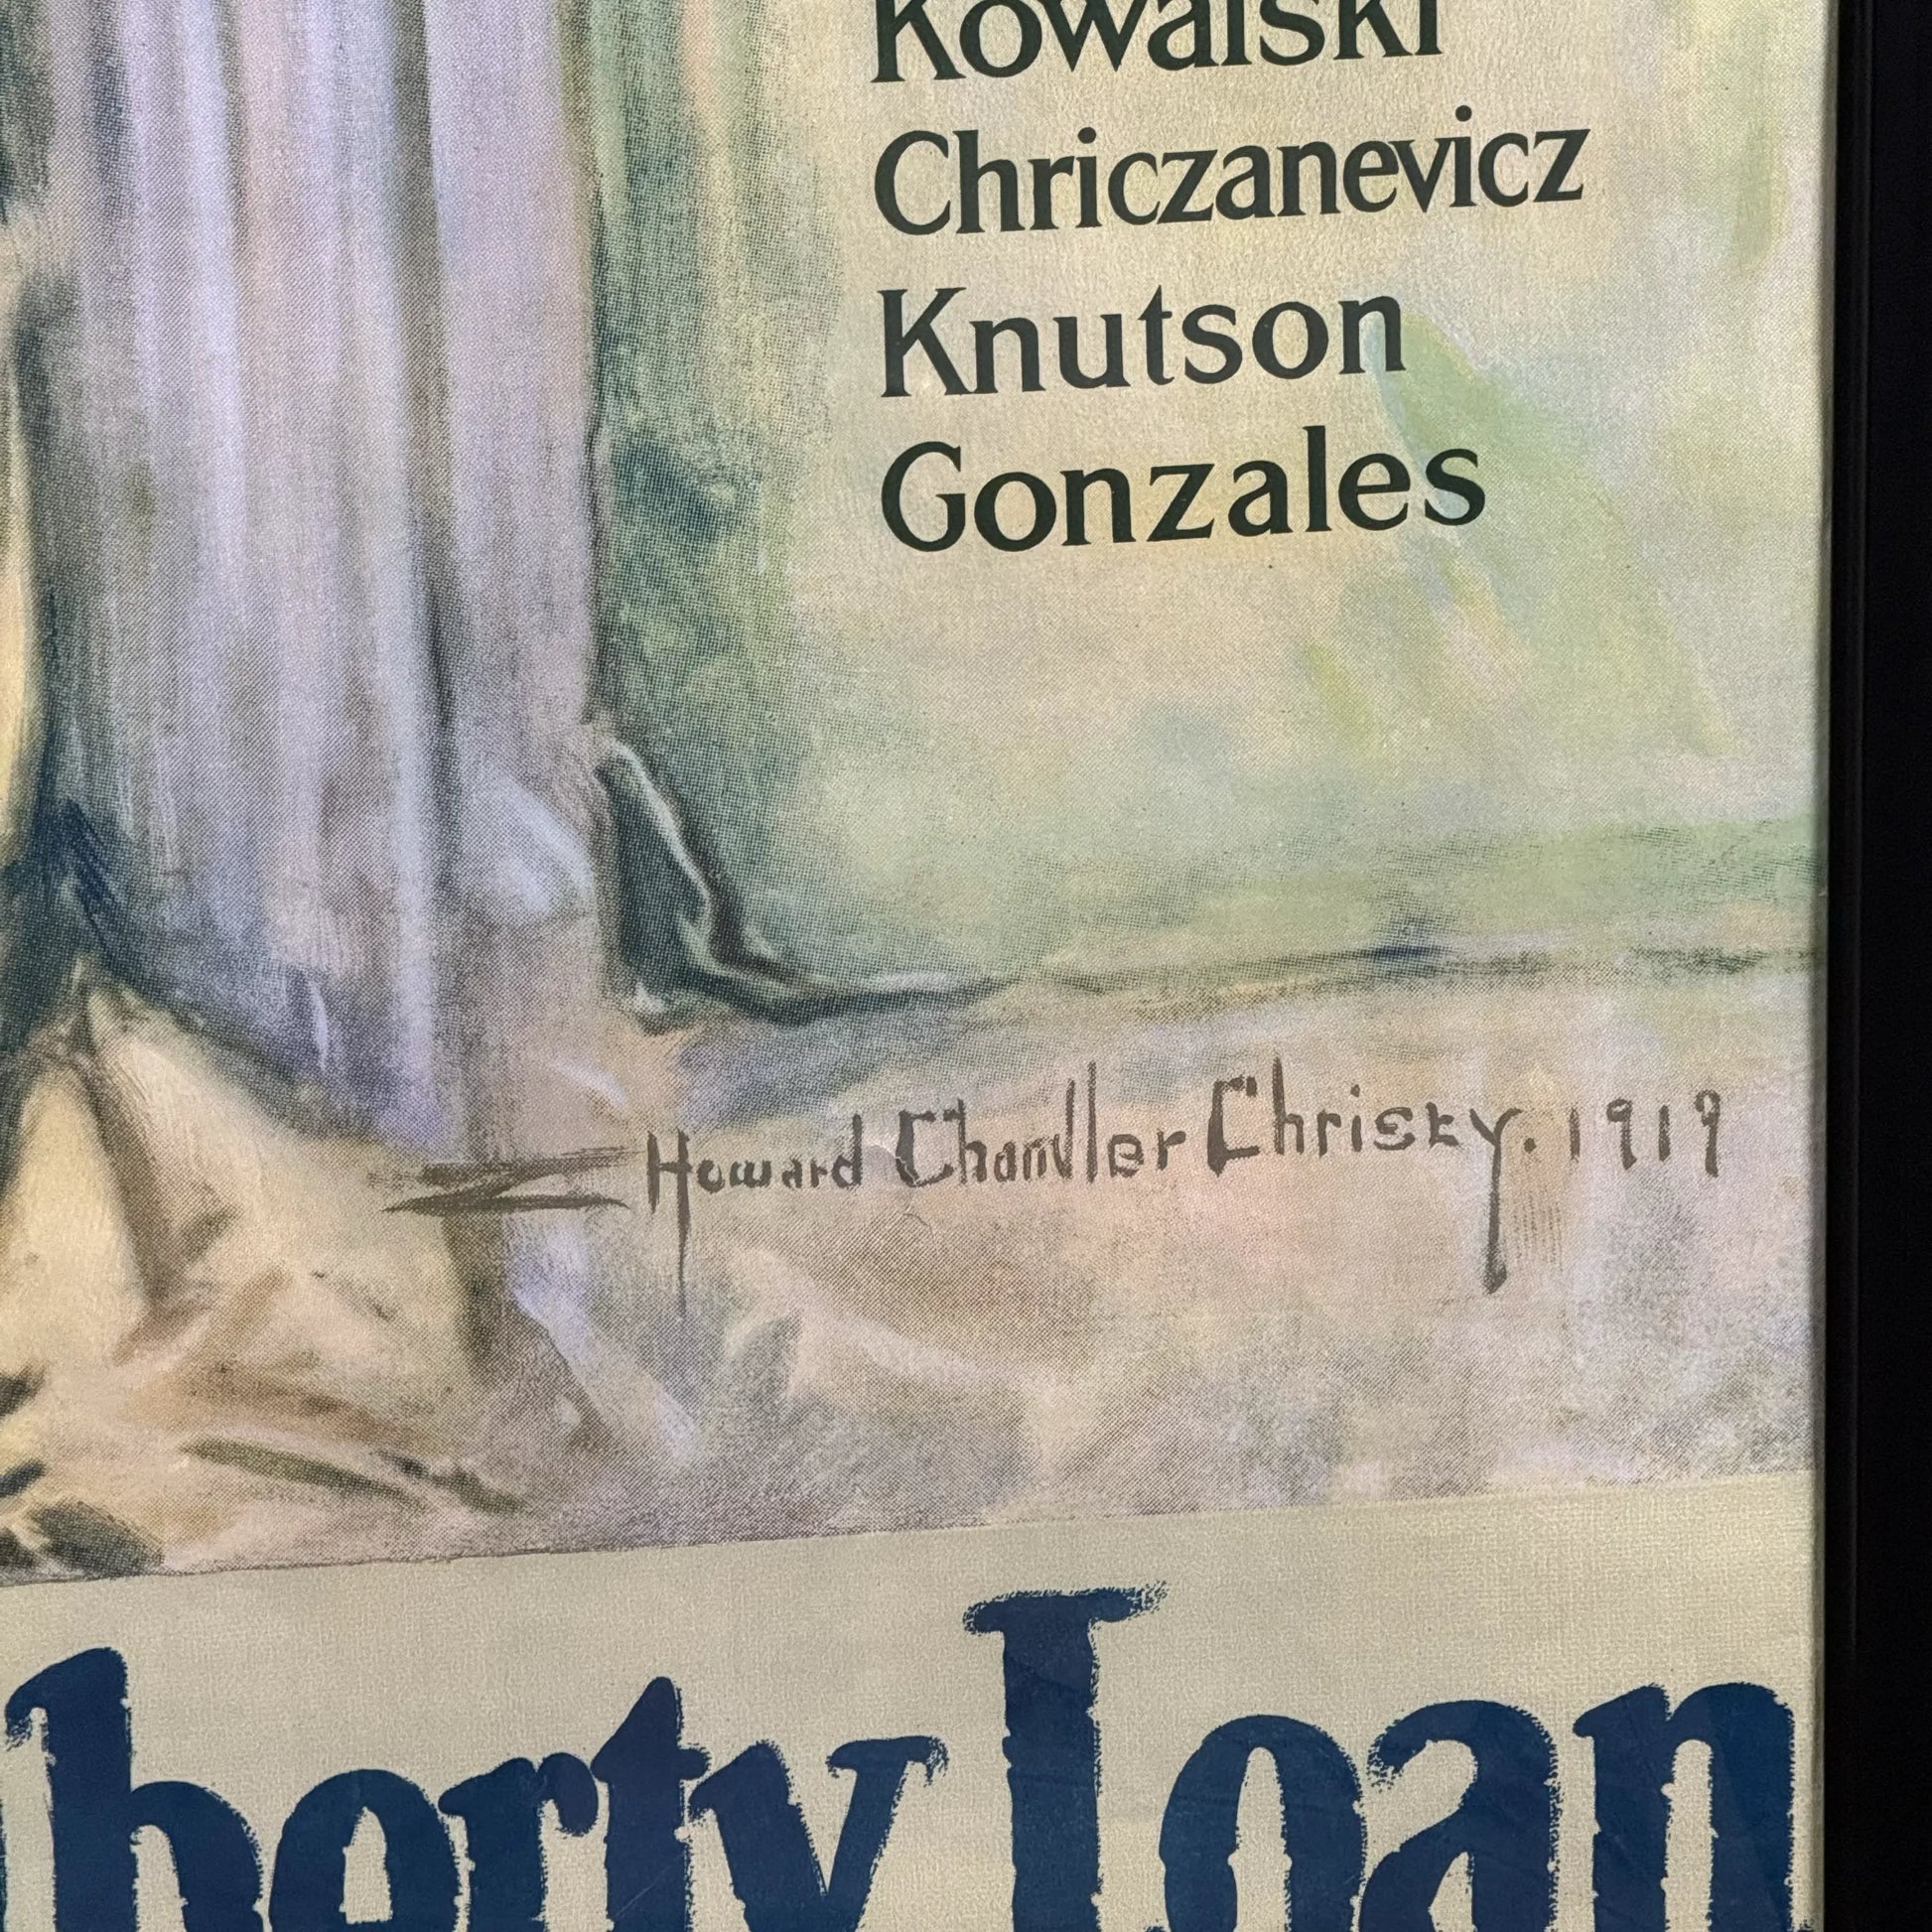 Kowalski
Chriczanevicz
Knutson
Gonzales
Howard Chandler Christy. 1919
berty Loan